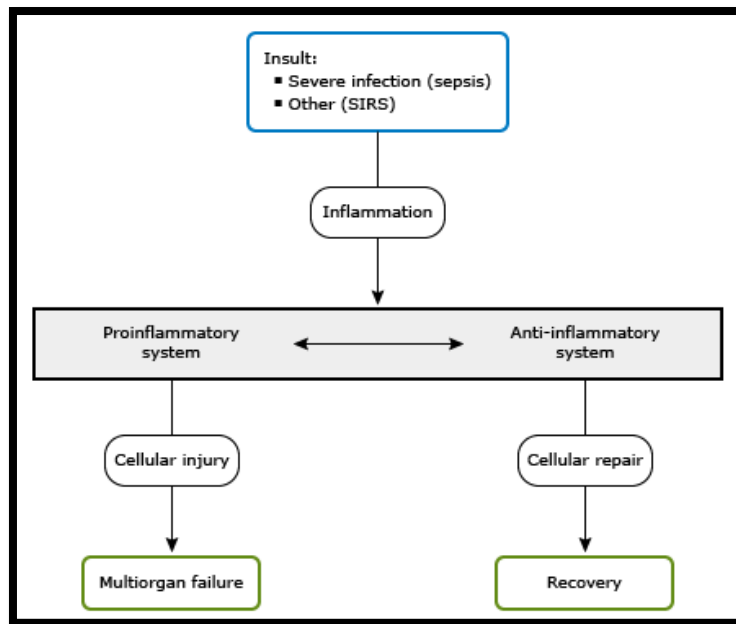 Insult:
▪ Severe infection (sepsis)
▪ Other (SIRS)
Inflammation
Proinflammatory
system
Anti-inflammatory
system
Cellular injury
Cellular repair
Multiorgan failure
Recovery